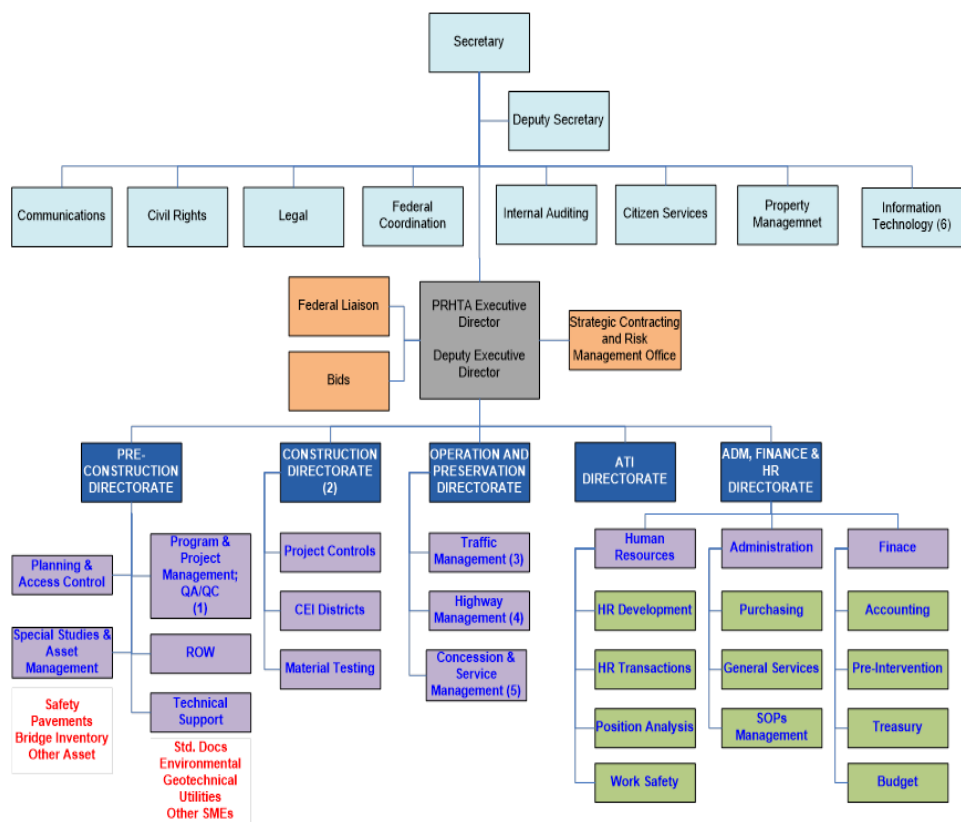 Secretary
Deputy Secretary
Communications
Civil Rights
Legal
Federal
Coordination
Internal Auditing
Citizen Services
Property
Managemnet
Information
Technology (6)
Federal Liaison
Bids
PRHTA Executive
Director
Deputy Executive
Director
Strategic Contracting
and Risk
Management Office
PRE-
CONSTRUCTION
DIRECTORATE
CONSTRUCTION
DIRECTORATE
(2)
OPERATION AND
PRESERVATION
DIRECTORATE
ATI
DIRECTORATE
ADM, FINANCE &
HR
DIRECTORATE
Planning &
Access Control
Special Studies &
Asset
Management
Safety
Pavements
Bridge Inventory
Other Asset
Program &
Project
Management;
QA/QC
(1)
ROW
Technical
Support
Std. Docs
Environmental
Geotechnical
Utilities
Other SMEs
Project Controls
CEI Districts
Material Testing
Traffic
Management (3)
Highway
Management (4)
Concession &
Service
Management (5)
Human
Resources
HR Development
HR Transactions
Position Analysis
Work Safety
Administration
Purchasing
General Services
SOPs
Management
Finace
Accounting
Pre-Intervention
Treasury
Budget